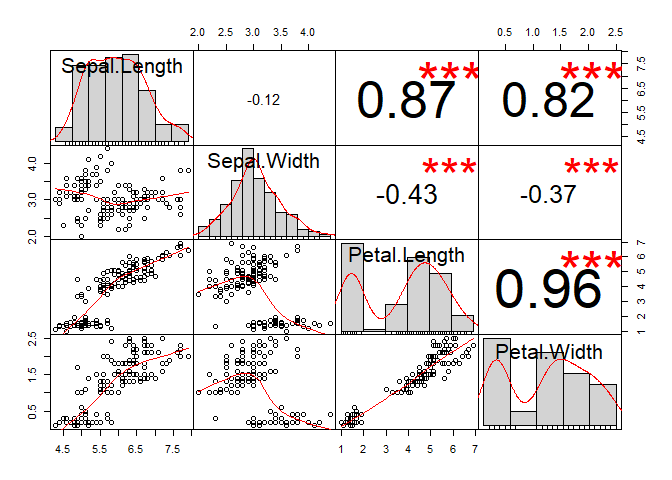 2.0 3.0 4.0 0.5 1.0 1.5 2.0 2.5
Sepal.Length -0.12 0.87 *** 0.82 ***
4.5 5.5 6.5 7.5
2.0 3.0 4.0
Sepal.Width -0.43 *** -0.37 ***
Petal.Length 0.96 ***
1 2 3 4 5 6 7
0.5 1.5 2.5
Petal.Width
4.5 5.5 6.5 7.5 1 2 3 4 5 6 7